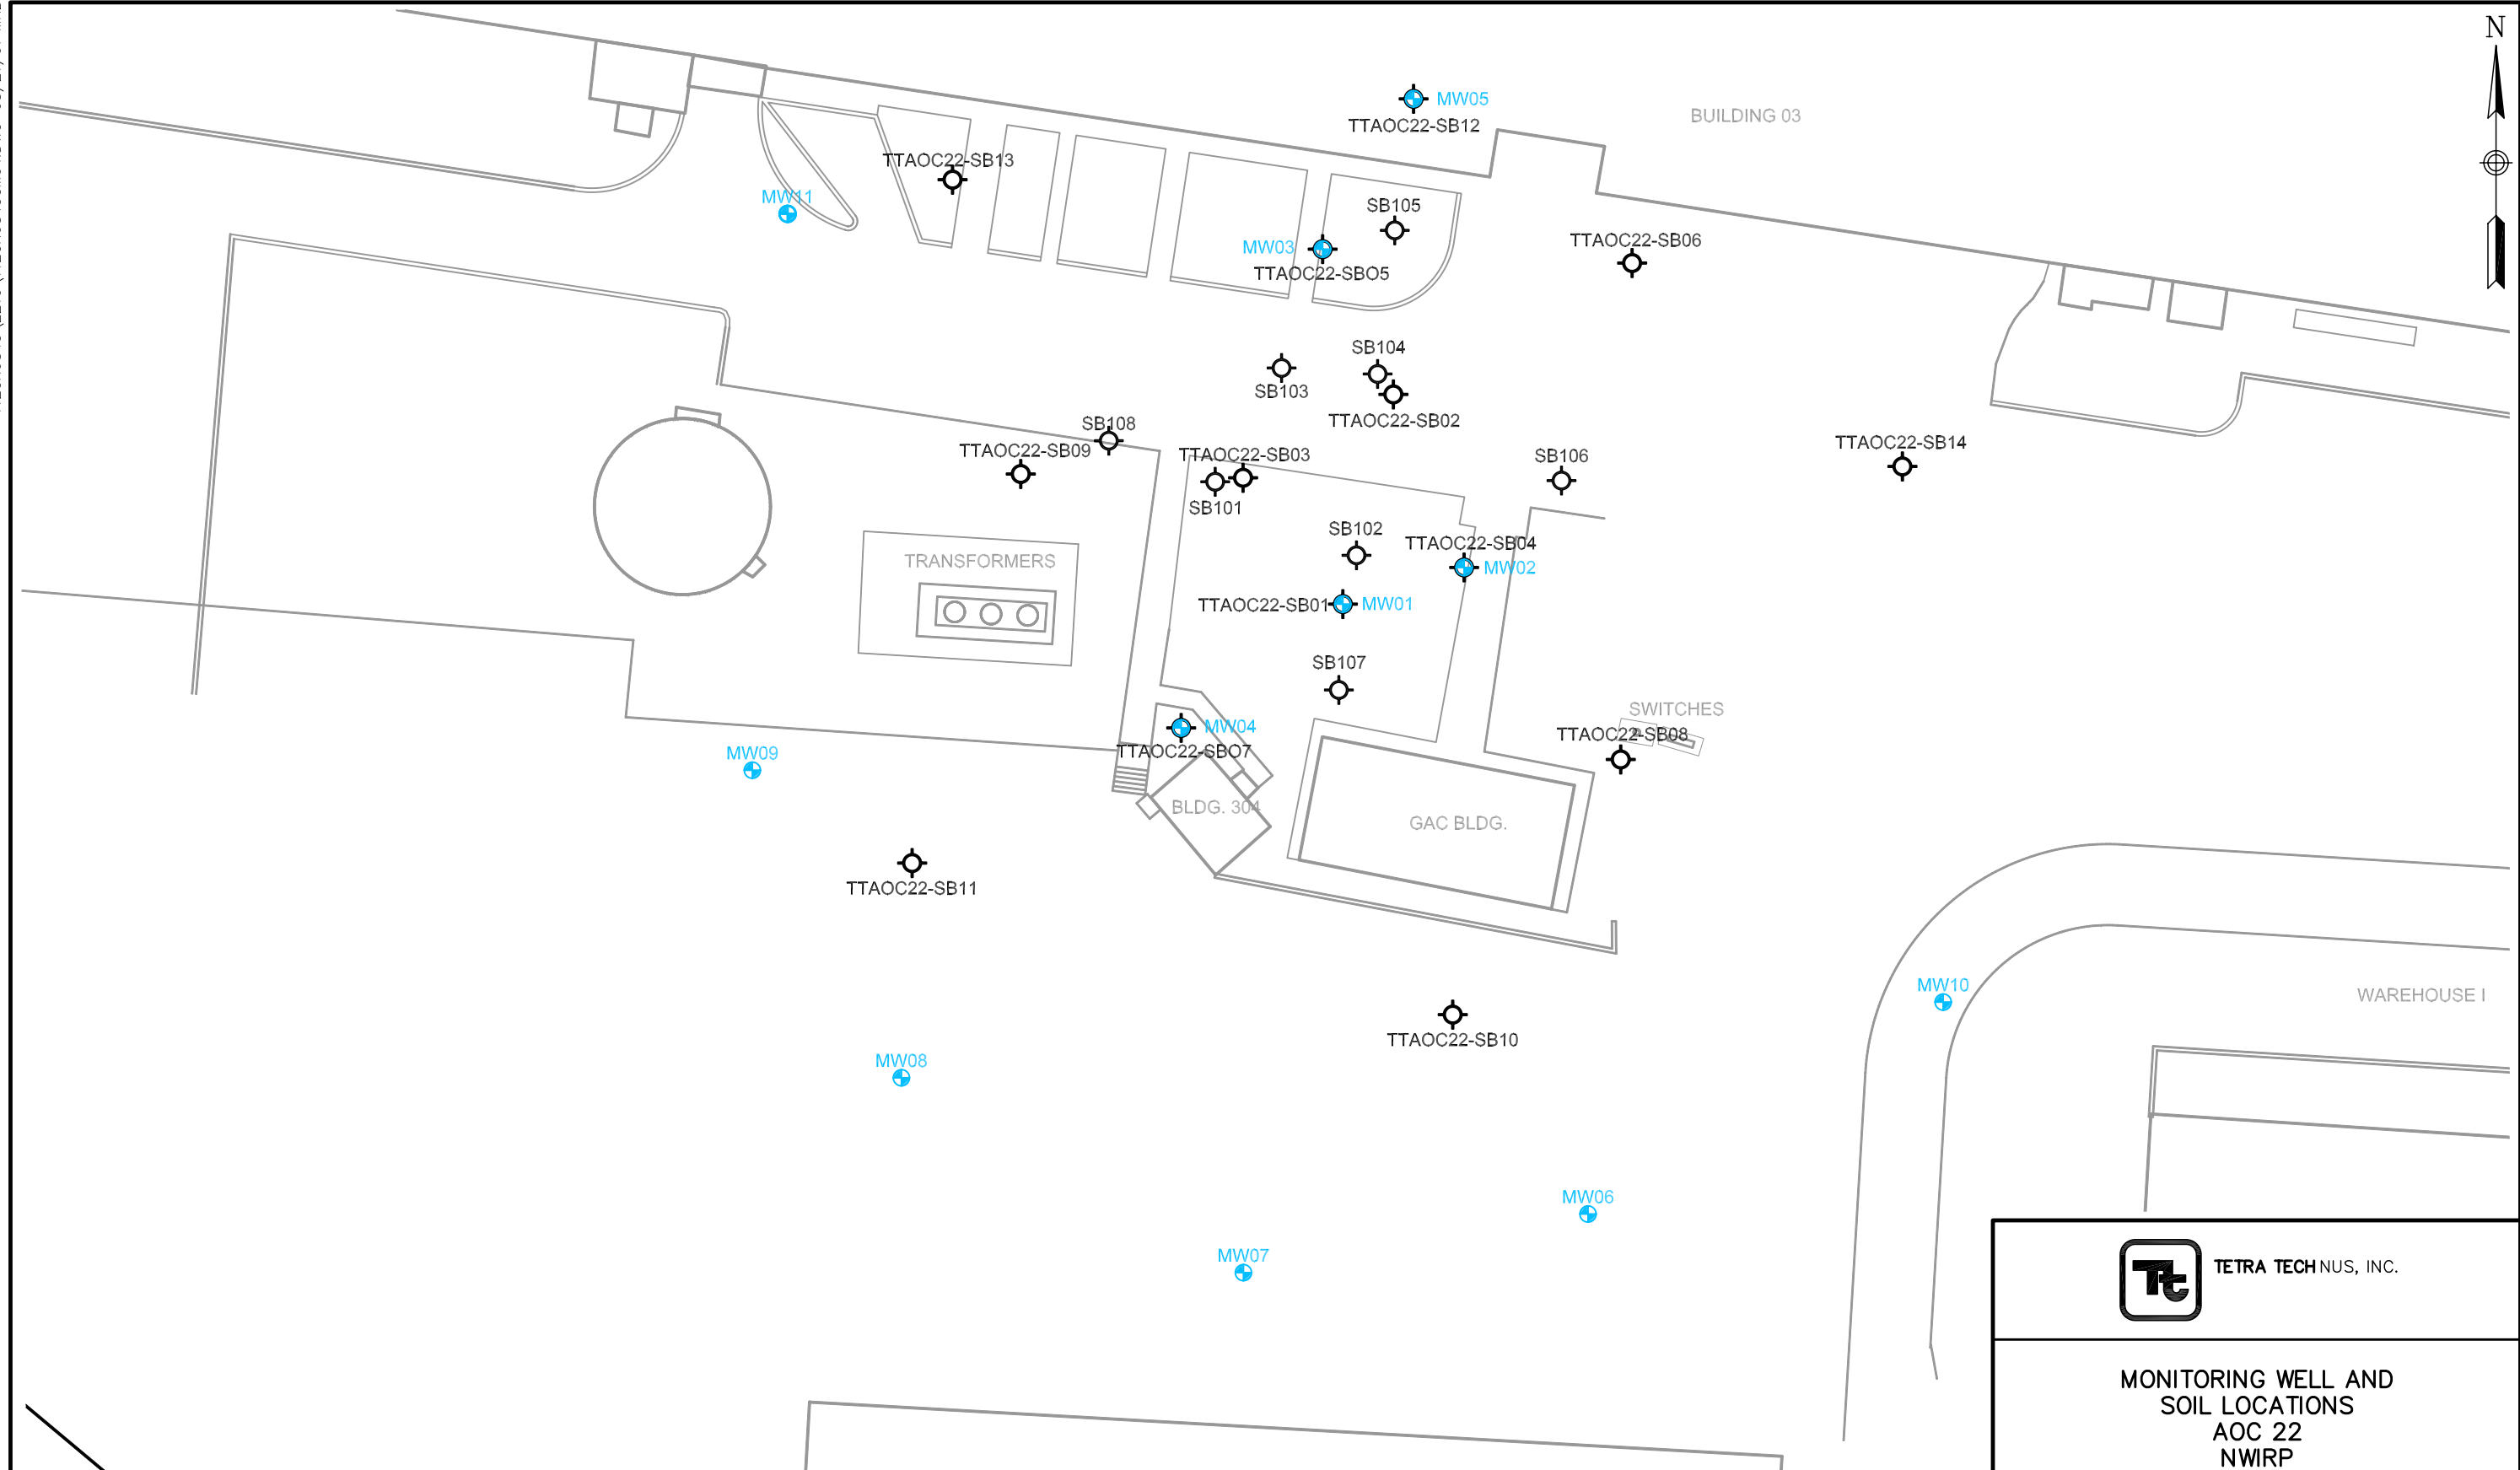 N
MW05
TTAOC22-SB12
BUILDING 03
TTAOC22-SB13
MW11
SB105
MW03
TTAOC22-SBO5
TTAOC22-SB06
SB104
SB103
TTAOC22-SB02
SB108
TTAOC22-SB09
TTAOC22-SB03
SB101
SB106
TTAOC22-SB14
SB102
TTAOC22-SB04
MW02
TRANSFORMERS
TTAOC22-SB01
MW01
SB107
SWITCHES
MW04
TTAOC22-SBO7
TTAOC22-SB08
MW09
BLDG. 304
GAC BLDG.
TTAOC22-SB11
MW10
WAREHOUSE I
TTAOC22-SB10
MW08
MW06
MW07
Tt
TETRA TECH NUS, INC.
MONITORING WELL AND
SOIL LOCATIONS
AOC 22
NWIRP